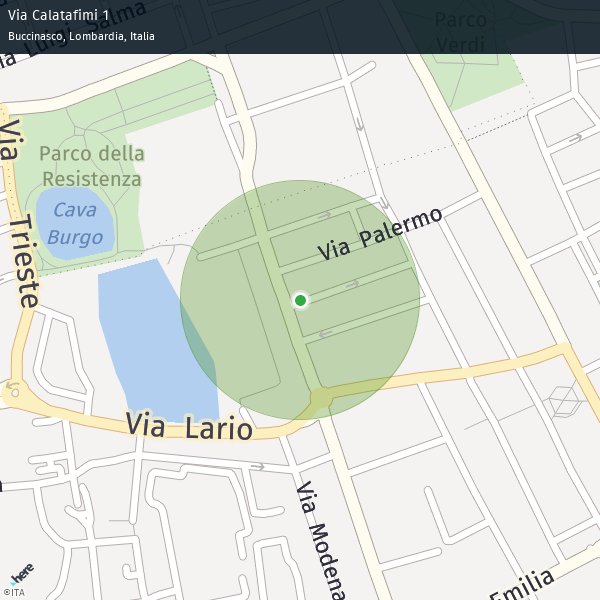 Via Calatafimi 1
Buccinasco, Lombardia, Italia
Via Luigi Salma
Parco
Verdi
Via Trieste
Parco della
Resistenza
Cava
Burgo
Via Palermo
Via Lario
Via Modena
Emilia
here
©ITA